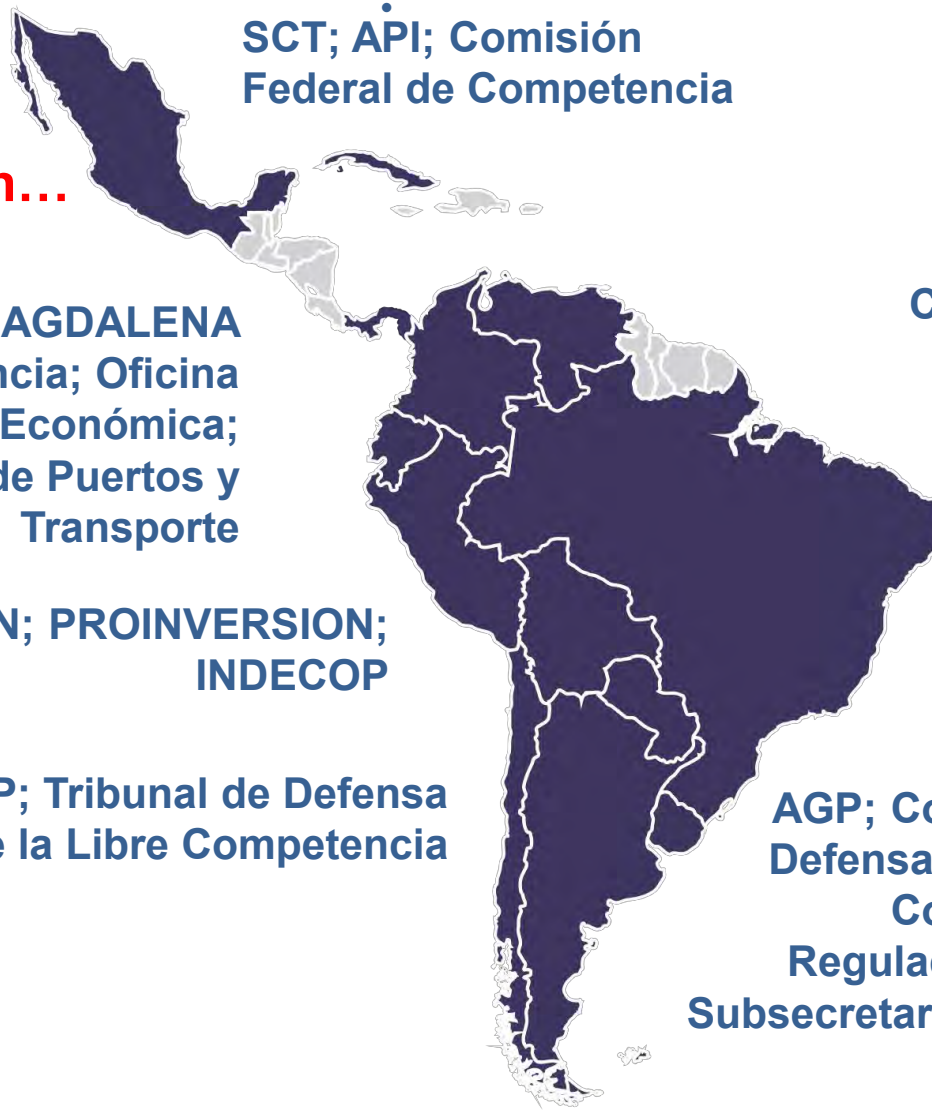 •
SCT; API; Comisión
Federal de Competencia
n...
AGDALENA
ncia; Oficina
Económica;
de Puertos y
Transporte
C
N; PROINVERSION;
INDECOP
P; Tribunal de Defensa
e la Libre Competencia
AGP; Co
Defensa
Co
Regulac
Subsecretar